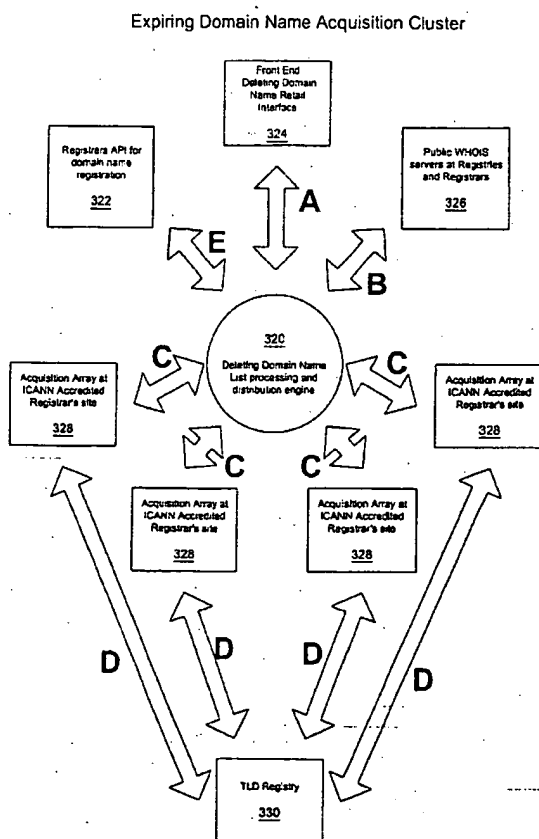 Expiring Domain Name Acquisition Cluster
Front End
Deleting Domain
Name Retail
Interface
324
Registrars API for
domain name
registration
322
Public WHOIS
servers at Registries
and Registrars
326
A
E
B
320
Deleting Domain Name
List processing and
distribution engine
C
C
Acquisition Array at
ICANN Accredited
Registrar's site
328
Acquisition Array at
ICANN Accredited
Registrar's site
328
C
C
Acquisition Array at
ICANN Accredited
Registrar's site
328
Acquisition Array at
ICANN Accredited
Registrar's site
328
D
D
D
D
TLD Registry
330